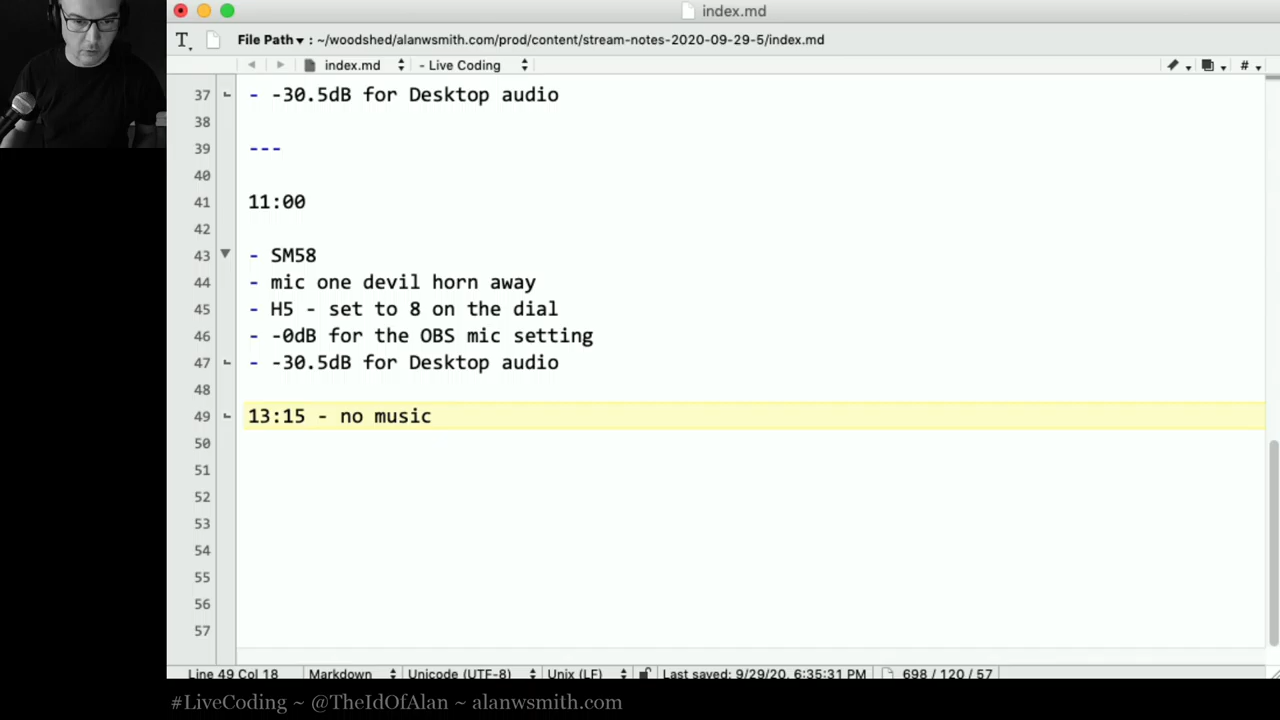 index.md
T. File Path : ~/woodshed/alanwsmith.com/prod/content/stream-notes-2020-09-29-5/index.md
index.md - Live Coding #
37 - -30.5dB for Desktop audio
38
39 ---
40
41 11:00
42
43 - SM58
44 - mic one devil horn away
45 - H5 - set to 8 on the dial
46 - -0dB for the OBS mic setting
47 - -30.5dB for Desktop audio
48
49 13:15 - no music
50
51
52
53
54
55
56
57
Line 49 Col 18 Markdown Unicode (UTF-8) Unix (LF) Last saved: 9/29/20, 6:35:31 PM 698 / 120 / 57
#LiveCoding ~ @TheIdOfAlan ~ alanwsmith.com